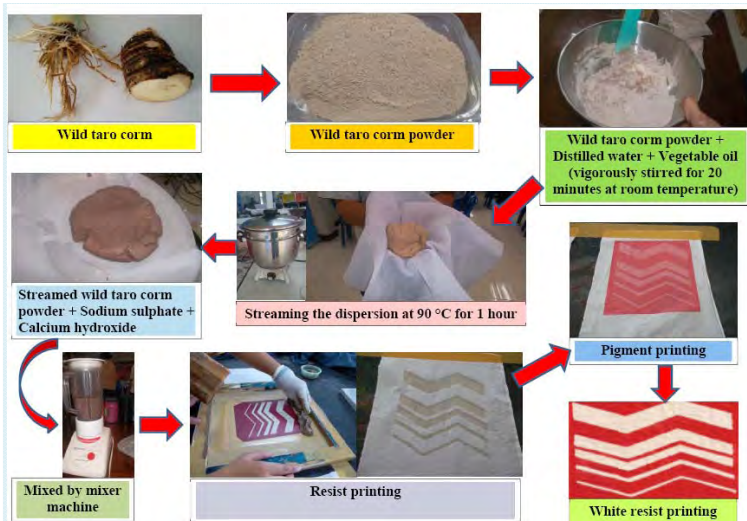 Wild taro corm
Wild taro corm powder
Wild taro corm powder +
Distilled water + Vegetable oil
(vigorously stirred for 20
minutes at room temperature)
Streaming the dispersion at 90 °C for 1 hour
Streamed wild taro corm
powder + Sodium sulphate +
Calcium hydroxide
Mixed by mixer
machine
Resist printing
Pigment printing
White resist printing